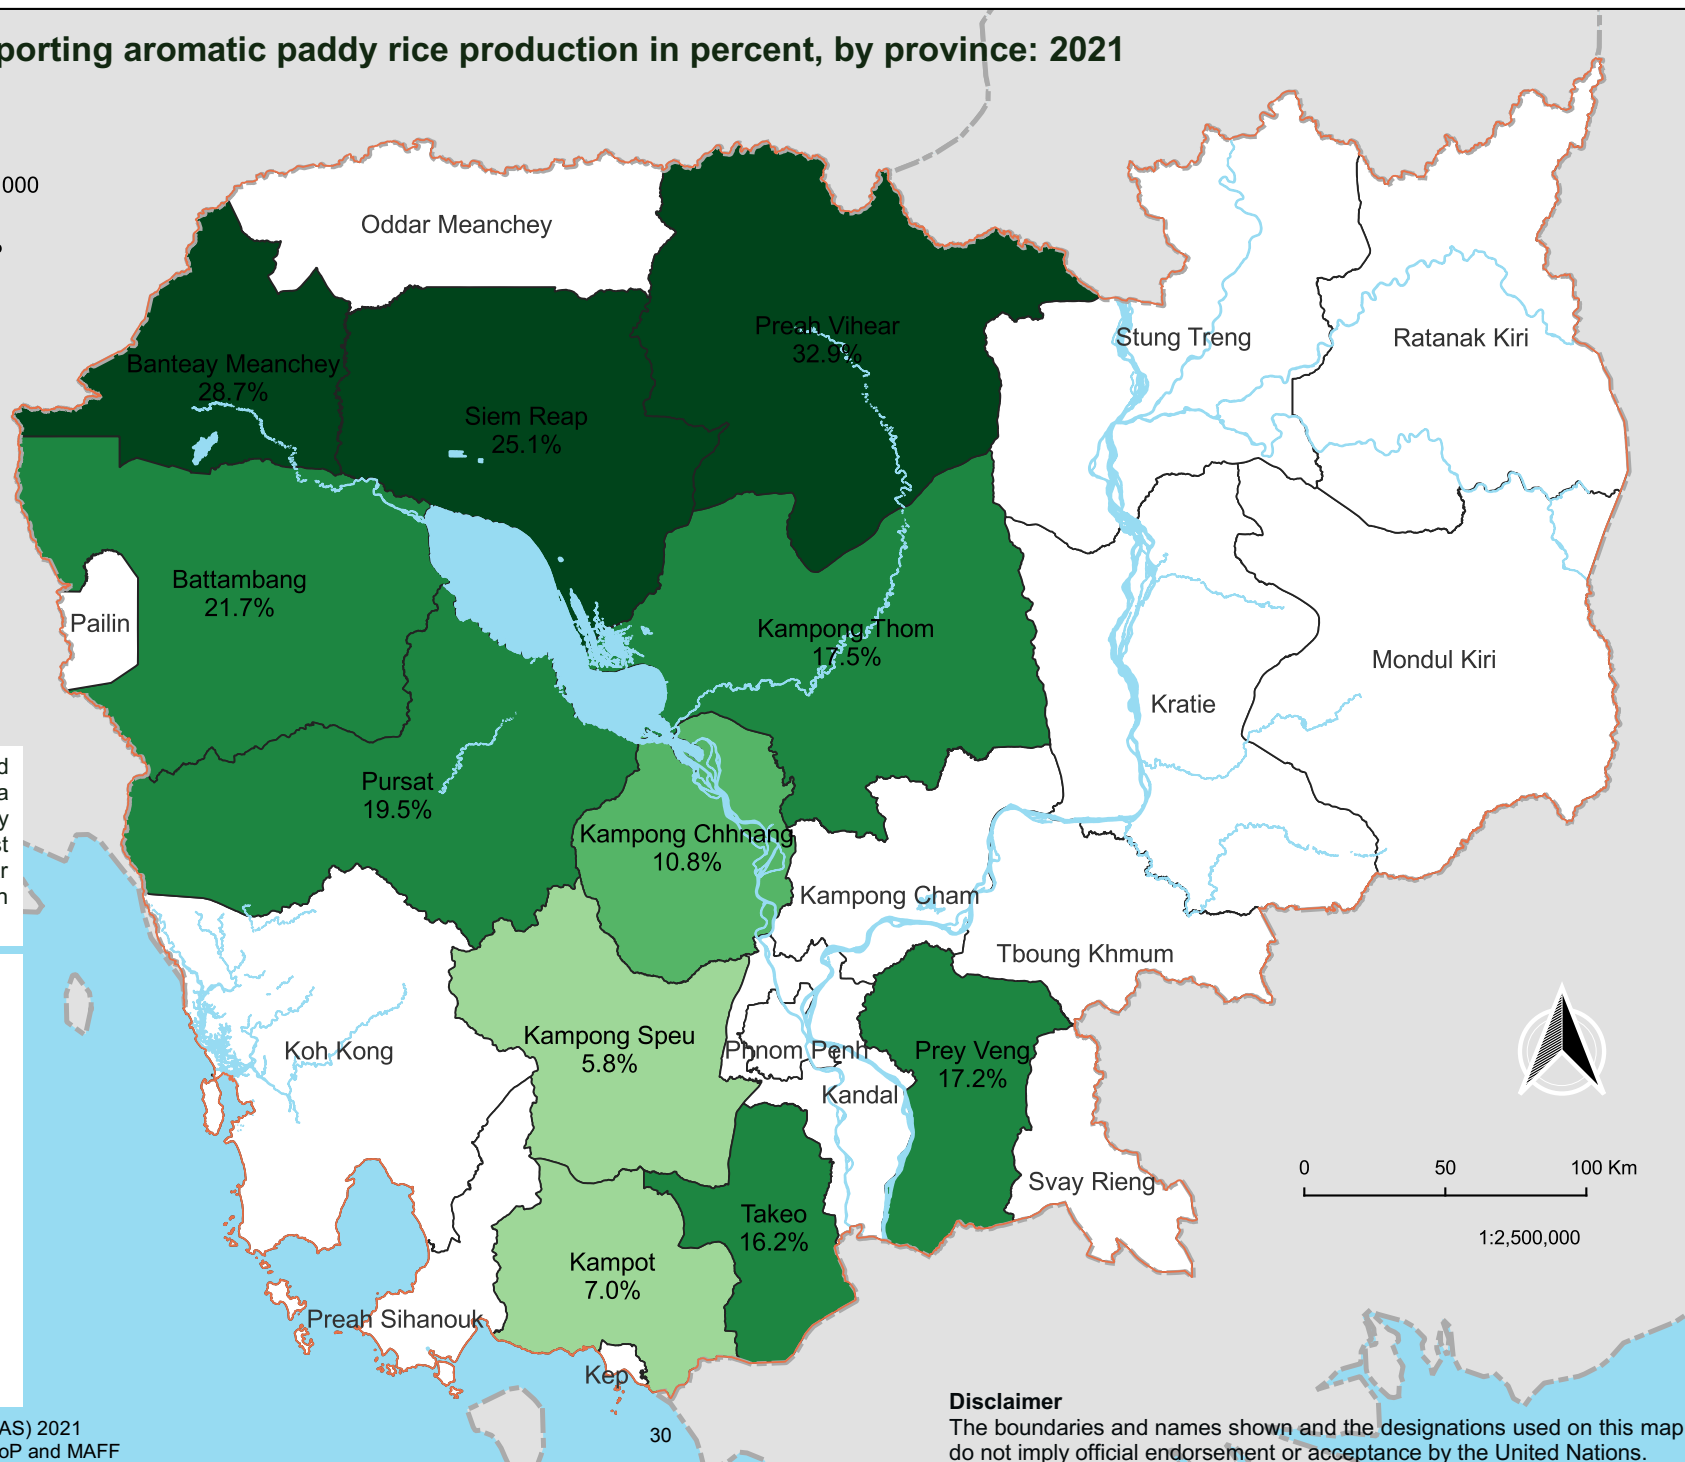 porting aromatic paddy rice production in percent, by province: 2021
000
Oddar Meanchey
Preah Vihear
32.9%
Stung Treng
Ratanak Kiri
Banteay Meanchey
28.7%
Siem Reap
25.1%
Battambang
21.7%
Pailin
Kampong Thom
17.5%
Mondul Kiri
Kratie
Pursat
19.5%
Kampong Chhnang
10.8%
Kampong Cham
Tboung Khmum
Koh Kong
Kampong Speu
5.8%
Phnom Penh
Prey Veng
17.2%
Kandal
Svay Rieng
Takeo
16.2%
Kampot
7.0%
Preah Sihanouk
Kep
d
a
y
st
r
n
0 50 100 Km
1:2,500,000
AS) 2021
oP and MAFF
30
Disclaimer
The boundaries and names shown and the designations used on this map
do not imply official endorsement or acceptance by the United Nations.